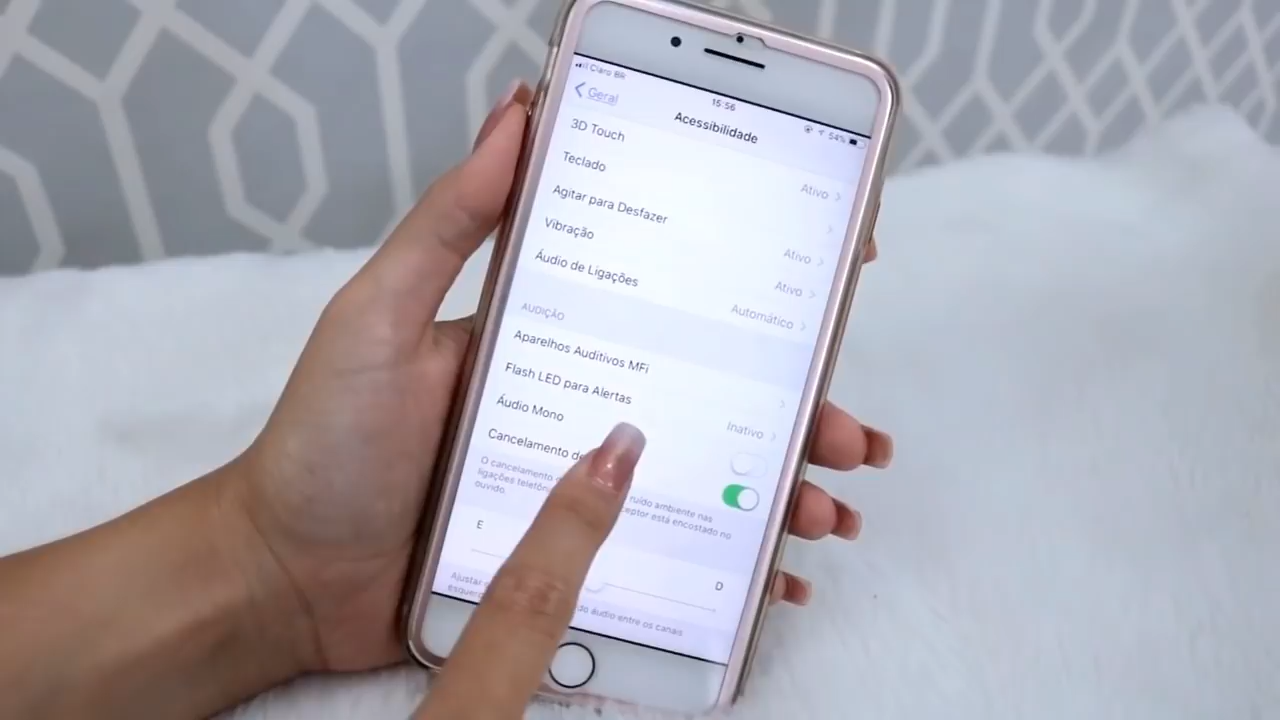 Claro BR
15:56
54%
Geral
Acessibilidade
3D Touch
Ativo
Teclado
Agitar para Desfazer
Ativo
Vibração
Ativo
Áudio de Ligações
Automático
AUDIÇÃO
Aparelhos Auditivos MFi
Flash LED para Alertas
Inativo
Áudio Mono
Cancelamento de
O cancelamento ruído ambiente nas
ligações telefôn ceptor está encostado no
ouvido.
E
D
Ajustar do áudio entre os canais